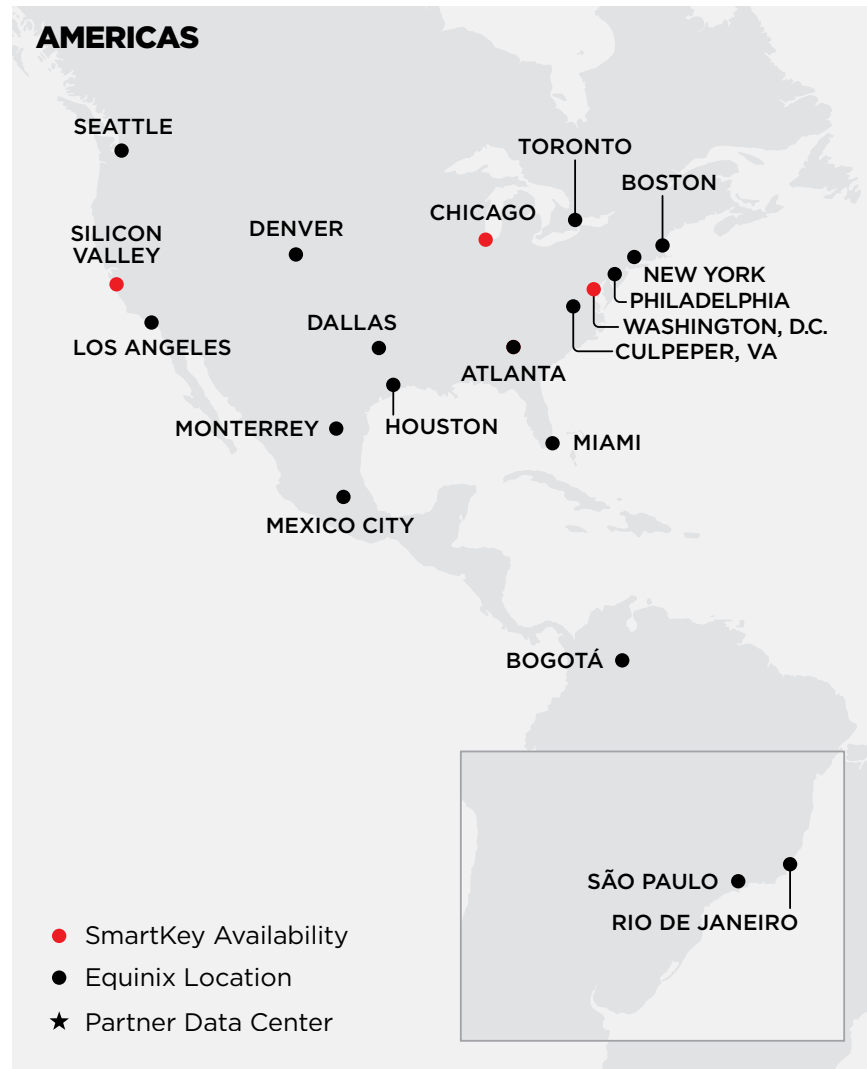 AMERICAS
SEATTLE
TORONTO
BOSTON
CHICAGO
DENVER
SILICON
VALLEY
NEW YORK
PHILADELPHIA
WASHINGTON, D.C.
CULPEPER, VA
DALLAS
LOS ANGELES
ATLANTA
HOUSTON
MONTERREY
MIAMI
MEXICO CITY
BOGOTÁ
SÃO PAULO
RIO DE JANEIRO
SmartKey Availability
Equinix Location
Partner Data Center